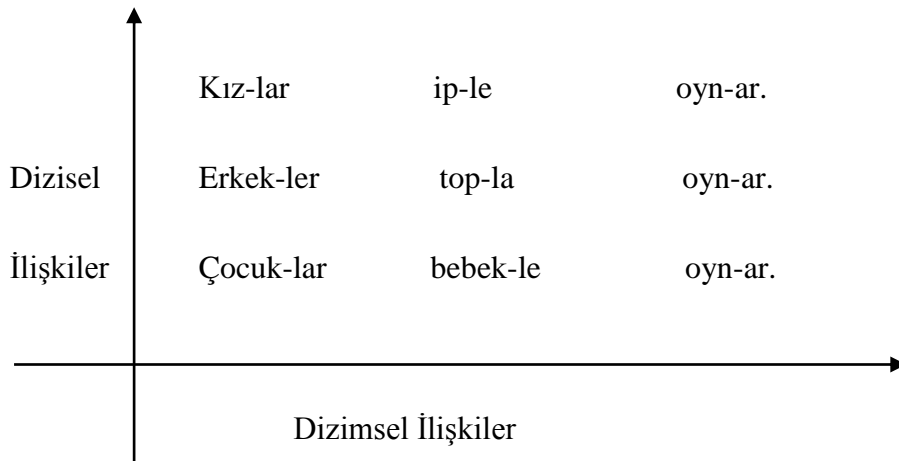 Kız-lar ip-le oyn-ar.
Dizisel Erkek-ler top-la oyn-ar.
İlişkiler Çocuk-lar bebek-le oyn-ar.
Dizimsel İlişkiler